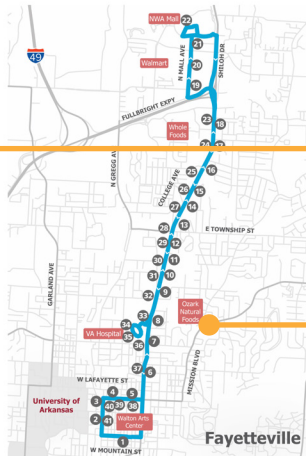 NWA Mall
22
49
21
N MALL AVE
SHILOH DR
Walmart
20
19
FULLBRIGHT EXPY
23
18
Whole
Foods
24
17
N GREGG AV
COLLEGE AVE
25
16
26
15
27
14
13
28
E TOWNSHIP ST
29
12
30
11
31
10
GARLAND AVE
9
32
Ozark
Natural
Foods
33
34
8
VA Hospital
35
36
7
MISSION BLVD
37
6
W LAFAYETTE ST
4
5
University of
Arkansas
3
40
39
38
2
41
Walton Arts
Center
1
W MOUNTAIN ST
Fayetteville